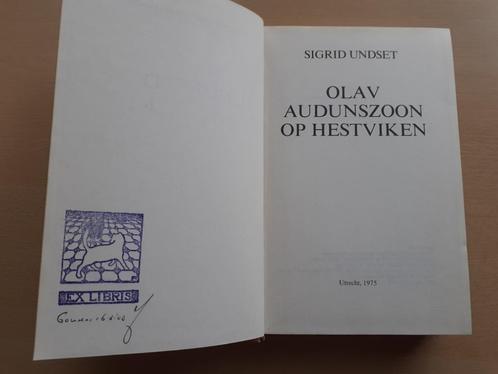 EX LIBRIS
SIGRID UNDSET
OLAV
AUDUNSZOON
OP HESTVIKEN
Utrecht, 1975